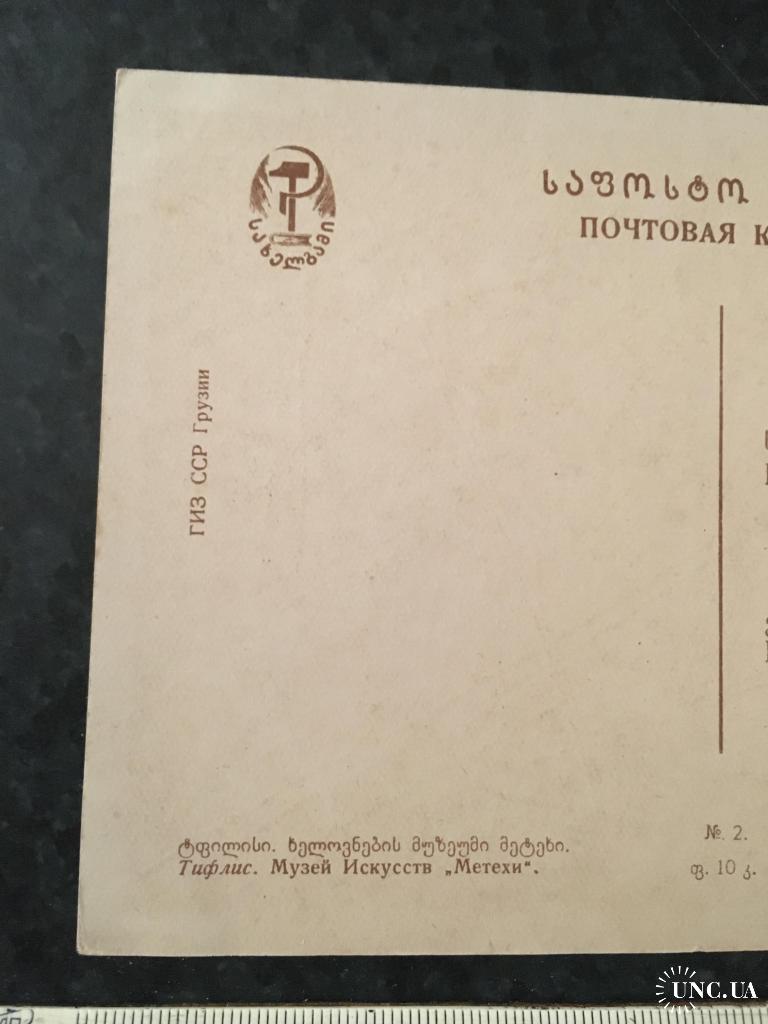 სახელგამი
საფოსტო
ПОЧТОВАЯ К
ГИЗ ССР Грузии
ტფილისი. ხელოვნების მუზეუმი მეტეხი.
Тифлис. Музей Искусств „Метехи“.
№. 2.
ფ. 10 კ.
UNC.UA